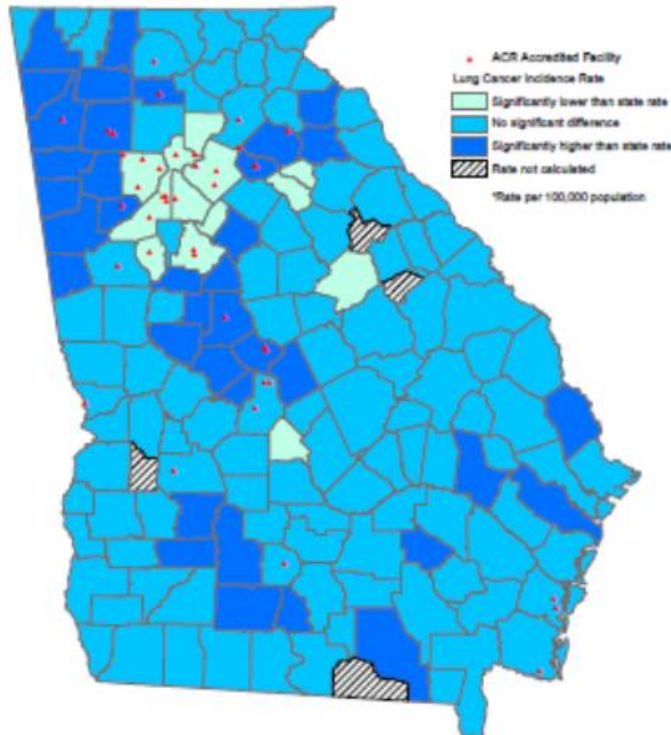 ACR Accredited Facility
Lung Cancer Incidence Rate
Significantly lower than state rate
No significant difference
Significantly higher than state rate
Rate not calculated
*Rate per 100,000 population